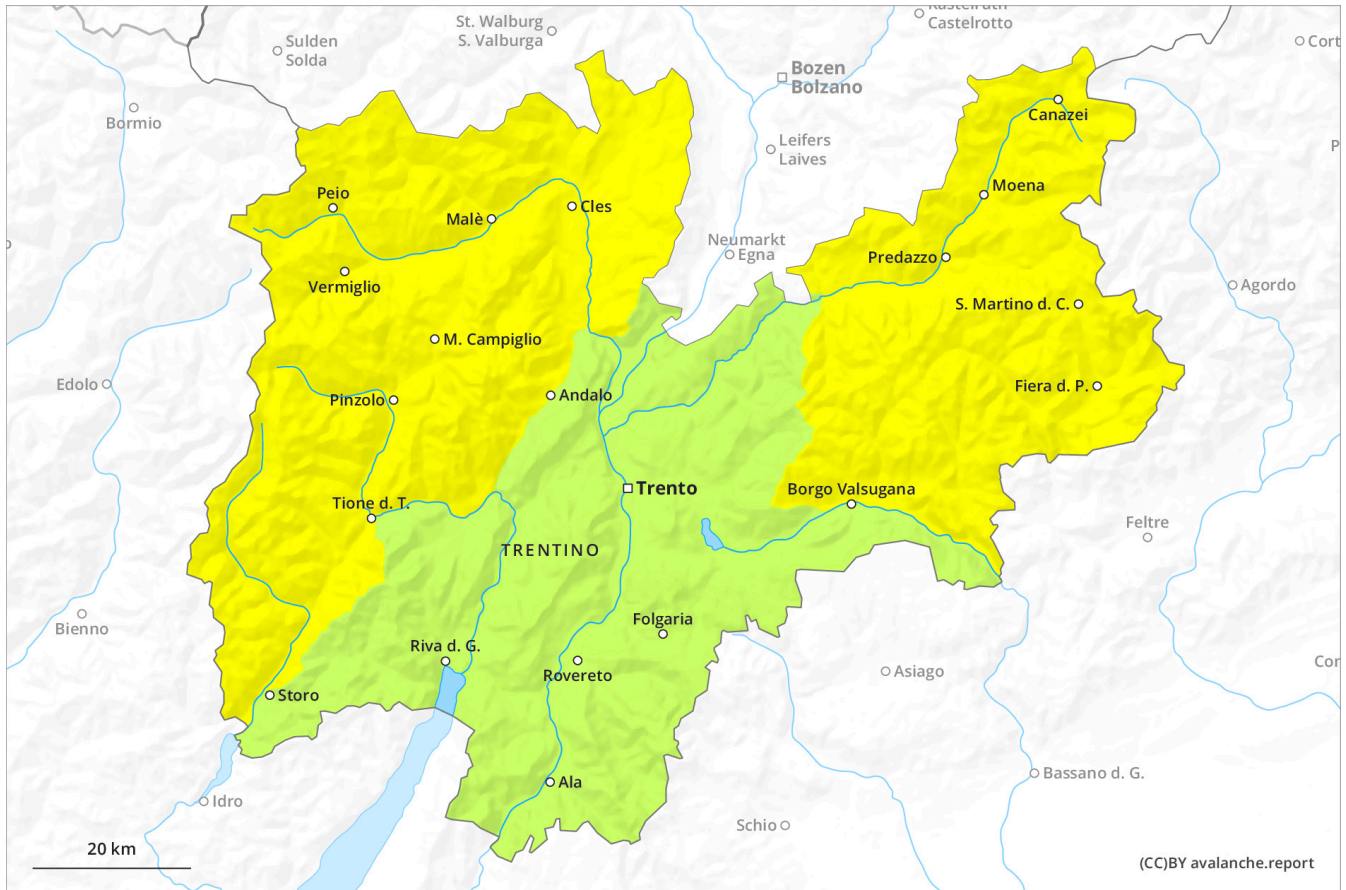 Kastelruth
Castelrotto
St. Walburg
S. Valburga
Sulden
Solda
Cort
Bozen
Bolzano
Bormio
Canazei
Leifers
Laives
P
Peio
Moena
Malè
Cles
Neumarkt
Egna
Predazzo
Vermiglio
Agordo
S. Martino d. C.
M. Campiglio
Edolo
Fiera d. P.
Pinzolo
Andalo
Trento
Borgo Valsugana
Tione d. T.
Feltre
TRENTINO
Bienno
Folgaria
Riva d. G.
Rovereto
Asiago
Cor
Storo
Bassano d. G.
Ala
Idro
Schio
20 km
(CC)BY avalanche.report